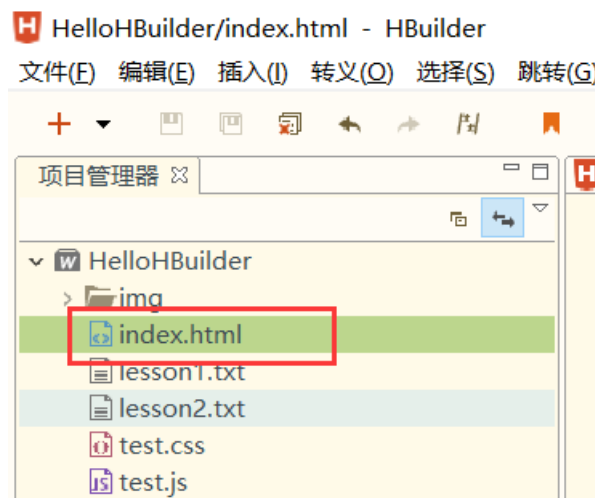 HelloHBuilder/index.html - HBuilder
文件(F) 编辑(E) 插入(I) 转义(O) 选择(S) 跳转(G)
项目管理器
HelloHBuilder
img
index.html
lesson1.txt
lesson2.txt
test.css
test.js